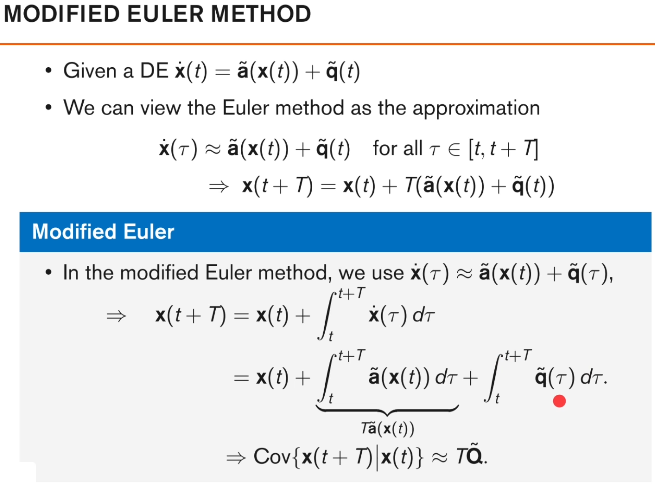 MODIFIED EULER METHOD
• Given a DE ẋ(t) = ã(x(t)) + q̃(t)
• We can view the Euler method as the approximation
ẋ(τ) ≈ ã(x(t)) + q̃(t) for all τ ∈ [t, t + T]
⇒ x(t + T) = x(t) + T(ã(x(t)) + q̃(t))
Modified Euler
• In the modified Euler method, we use ẋ(τ) ≈ ã(x(t)) + q̃(τ),
⇒ x(t + T) = x(t) + ∫_t^{t+T} ẋ(τ) dτ
= x(t) + ∫_t^{t+T} ã(x(t)) dτ + ∫_t^{t+T} q̃(τ) dτ.
Tã(x(t))
⇒ Cov{x(t + T)|x(t)} ≈ TQ̃.